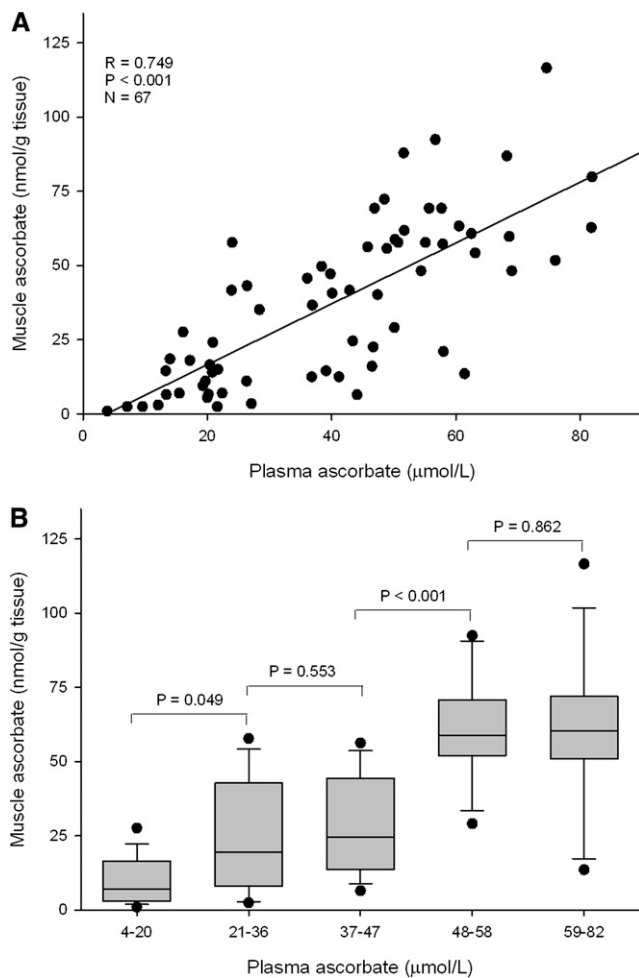 A
125
100
75
50
25
0
Muscle ascorbate (nmol/g tissue)
R = 0.749
P < 0.001
N = 67
0 20 40 60 80
Plasma ascorbate (μmol/L)
B
125
100
75
50
25
0
Muscle ascorbate (nmol/g tissue)
P = 0.862
P < 0.001
P = 0.553
P = 0.049
4-20 21-36 37-47 48-58 59-82
Plasma ascorbate (μmol/L)